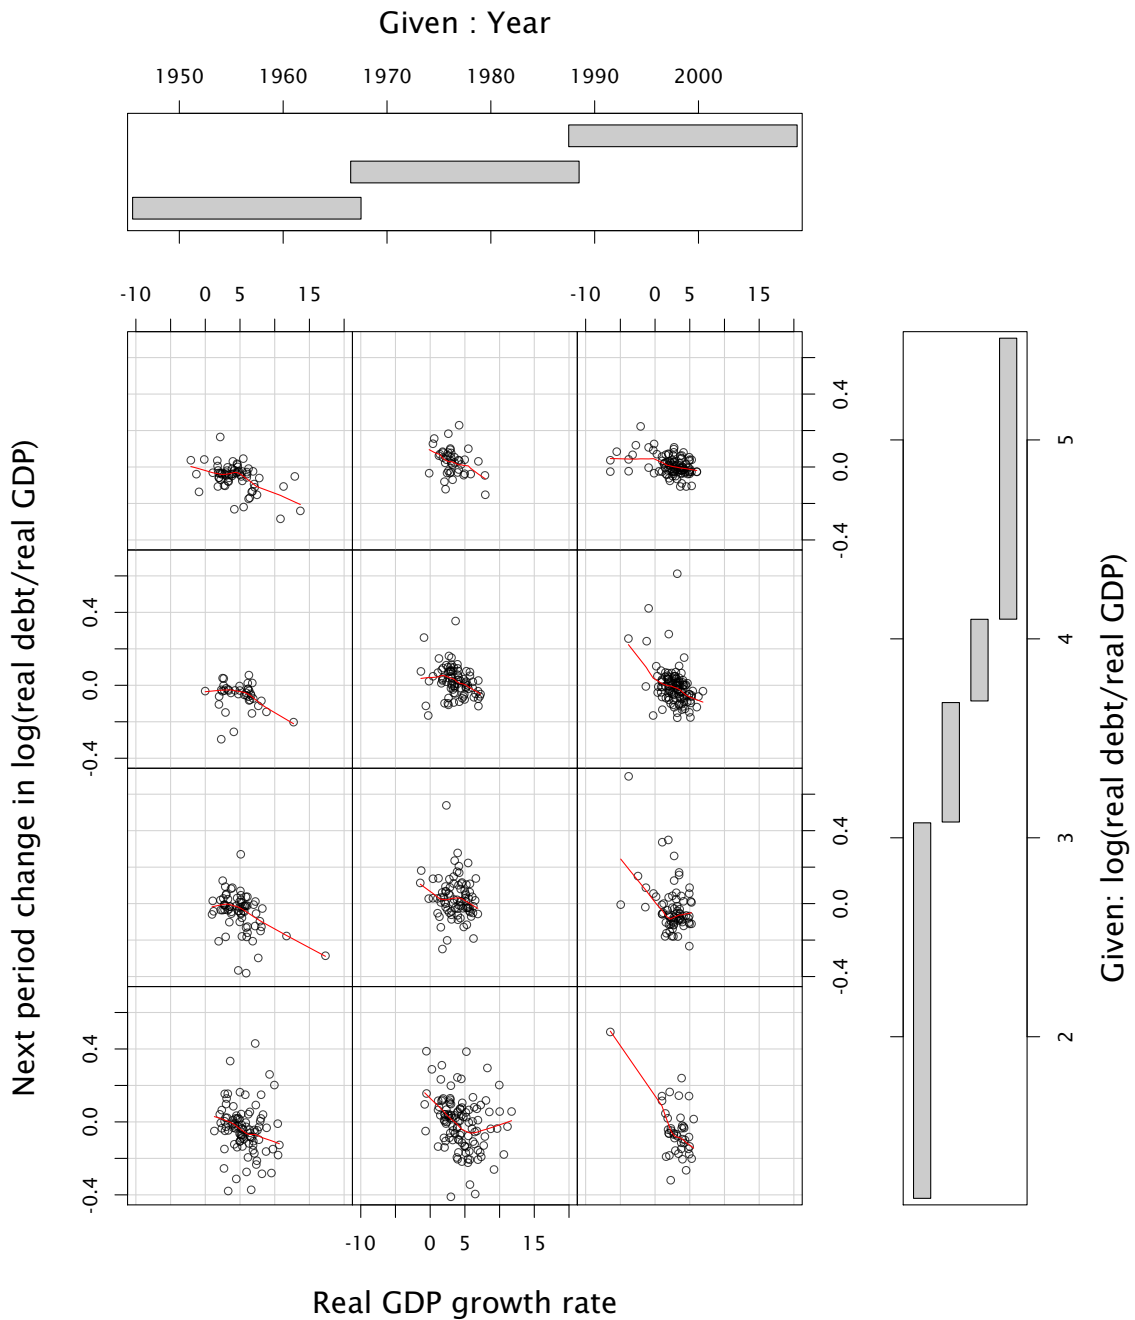 Given : Year
1950 1960 1970 1980 1990 2000
-10 0 5 15 -10 0 5 15
-0.4 0.0 0.4
-0.4 0.0 0.4
-0.4 0.0 0.4
-0.4 0.0 0.4
-10 0 5 15
Real GDP growth rate
Next period change in log(real debt/real GDP)
2 3 4 5
Given: log(real debt/real GDP)